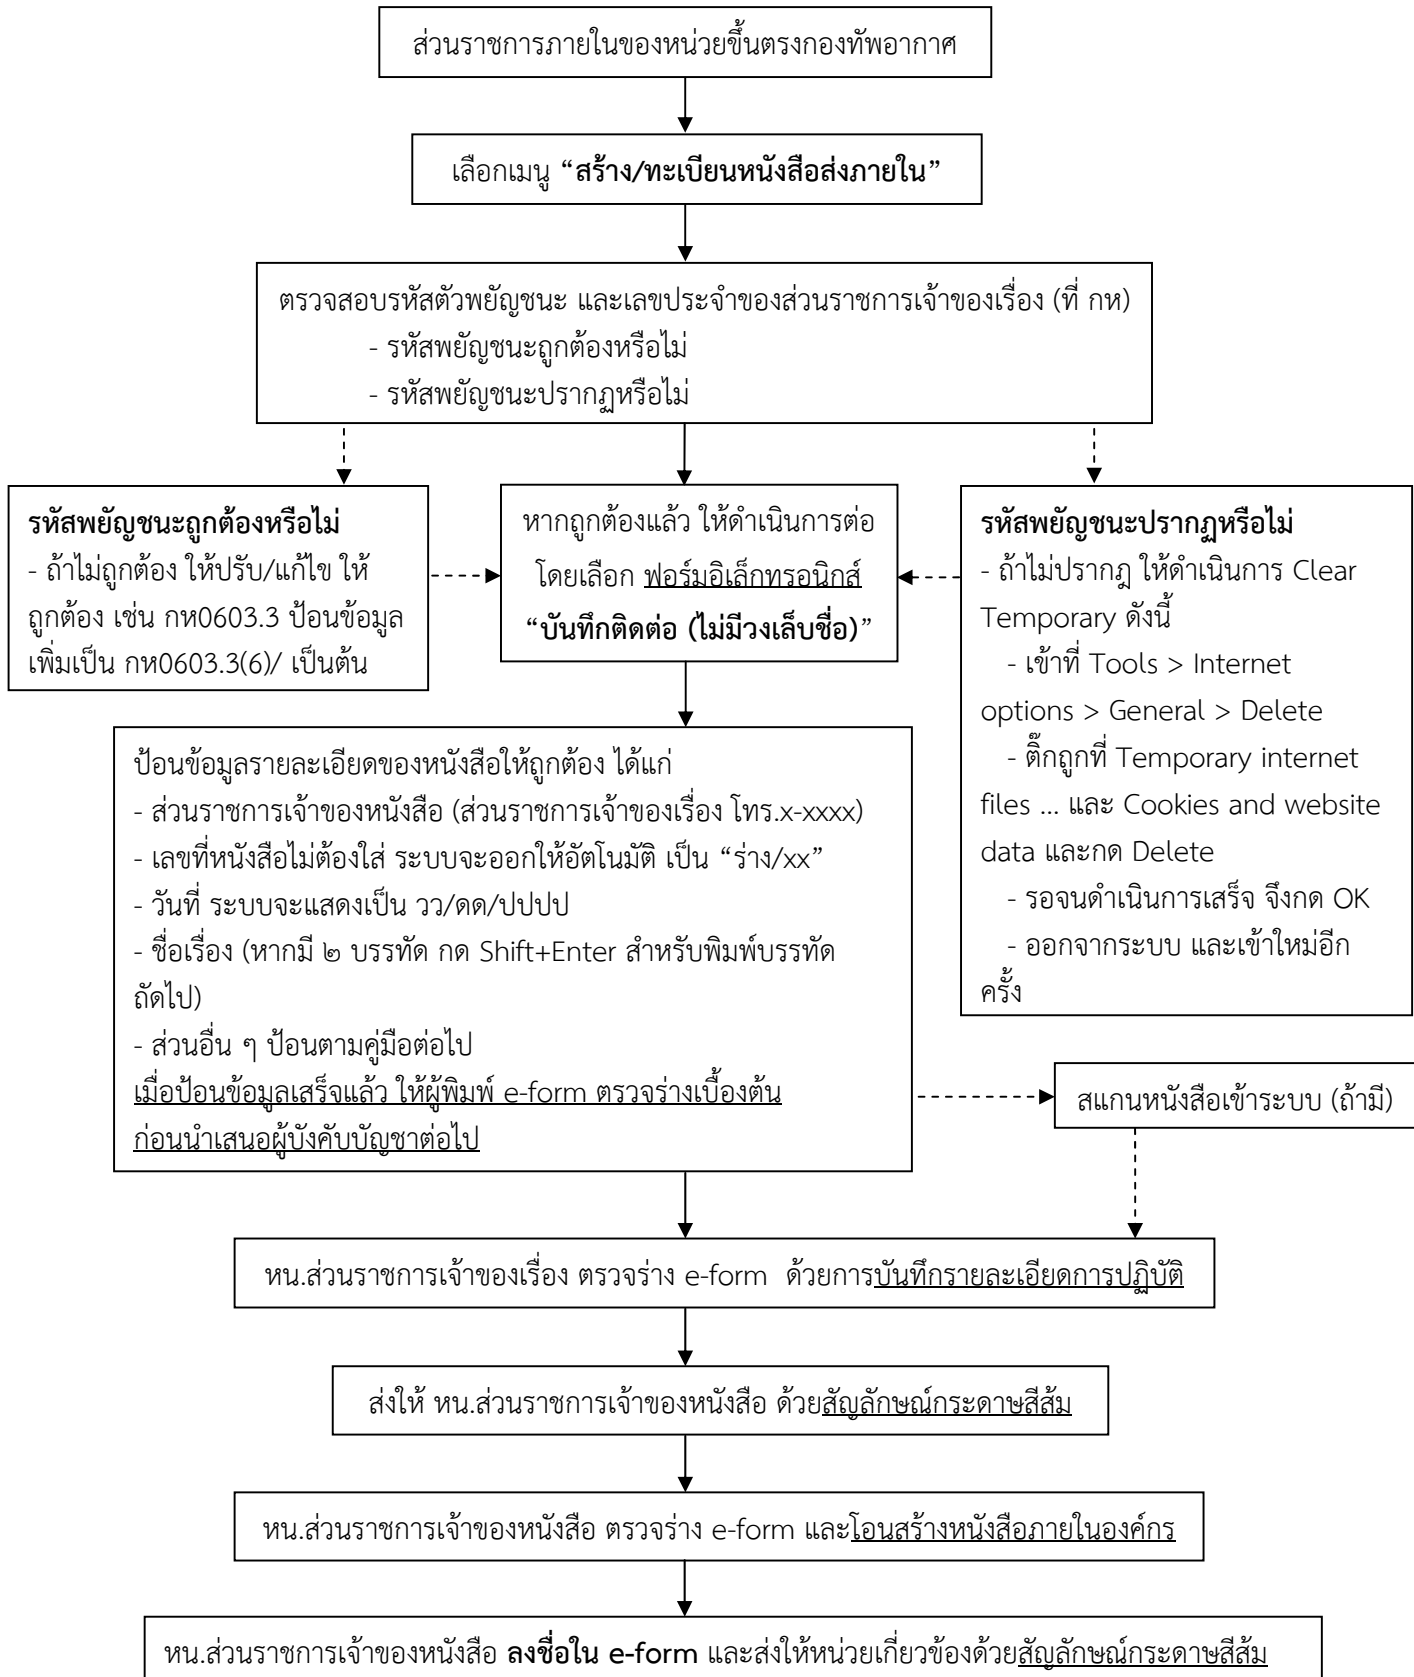 ส่วนราชการภายในของหน่วยขึ้นตรงกองทัพอากาศ
เลือกเมนู “สร้าง/ทะเบียนหนังสือส่งภายใน”
ตรวจสอบรหัสตัวพยัญชนะ และเลขประจำของส่วนราชการเจ้าของเรื่อง (ที่ กห)
- รหัสพยัญชนะถูกต้องหรือไม่
- รหัสพยัญชนะปรากฏหรือไม่
รหัสพยัญชนะถูกต้องหรือไม่
- ถ้าไม่ถูกต้อง ให้ปรับ/แก้ไข ให้
ถูกต้อง เช่น กห0603.3 ป้อนข้อมูล
เพิ่มเป็น กห0603.3(6)/ เป็นต้น
หากถูกต้องแล้ว ให้ดำเนินการต่อ
โดยเลือก ฟอร์มอิเล็กทรอนิกส์
“บันทึกติดต่อ (ไม่มีวงเล็บชื่อ)”
รหัสพยัญชนะปรากฏหรือไม่
- ถ้าไม่ปรากฎ ให้ดำเนินการ Clear
Temporary ดังนี้
- เข้าที่ Tools > Internet
options > General > Delete
- ติ๊กถูกที่ Temporary internet
files ... และ Cookies and website
data และกด Delete
- รอจนดำเนินการเสร็จ จึงกด OK
- ออกจากระบบ และเข้าใหม่อีก
ครั้ง
ป้อนข้อมูลรายละเอียดของหนังสือให้ถูกต้อง ได้แก่
- ส่วนราชการเจ้าของหนังสือ (ส่วนราชการเจ้าของเรื่อง โทร.x-xxxx)
- เลขที่หนังสือไม่ต้องใส่ ระบบจะออกให้อัตโนมัติ เป็น “ร่าง/xx”
- วันที่ ระบบจะแสดงเป็น วว/ดด/ปปปป
- ชื่อเรื่อง (หากมี ๒ บรรทัด กด Shift+Enter สำหรับพิมพ์บรรทัด
ถัดไป)
- ส่วนอื่น ๆ ป้อนตามคู่มือต่อไป
เมื่อป้อนข้อมูลเสร็จแล้ว ให้ผู้พิมพ์ e-form ตรวจร่างเบื้องต้น
ก่อนนำเสนอผู้บังคับบัญชาต่อไป
สแกนหนังสือเข้าระบบ (ถ้ามี)
หน.ส่วนราชการเจ้าของเรื่อง ตรวจร่าง e-form ด้วยการบันทึกรายละเอียดการปฏิบัติ
ส่งให้ หน.ส่วนราชการเจ้าของหนังสือ ด้วยสัญลักษณ์กระดาษสีส้ม
หน.ส่วนราชการเจ้าของหนังสือ ตรวจร่าง e-form และโอนสร้างหนังสือภายในองค์กร
หน.ส่วนราชการเจ้าของหนังสือ ลงชื่อใน e-form และส่งให้หน่วยเกี่ยวข้องด้วยสัญลักษณ์กระดาษสีส้ม